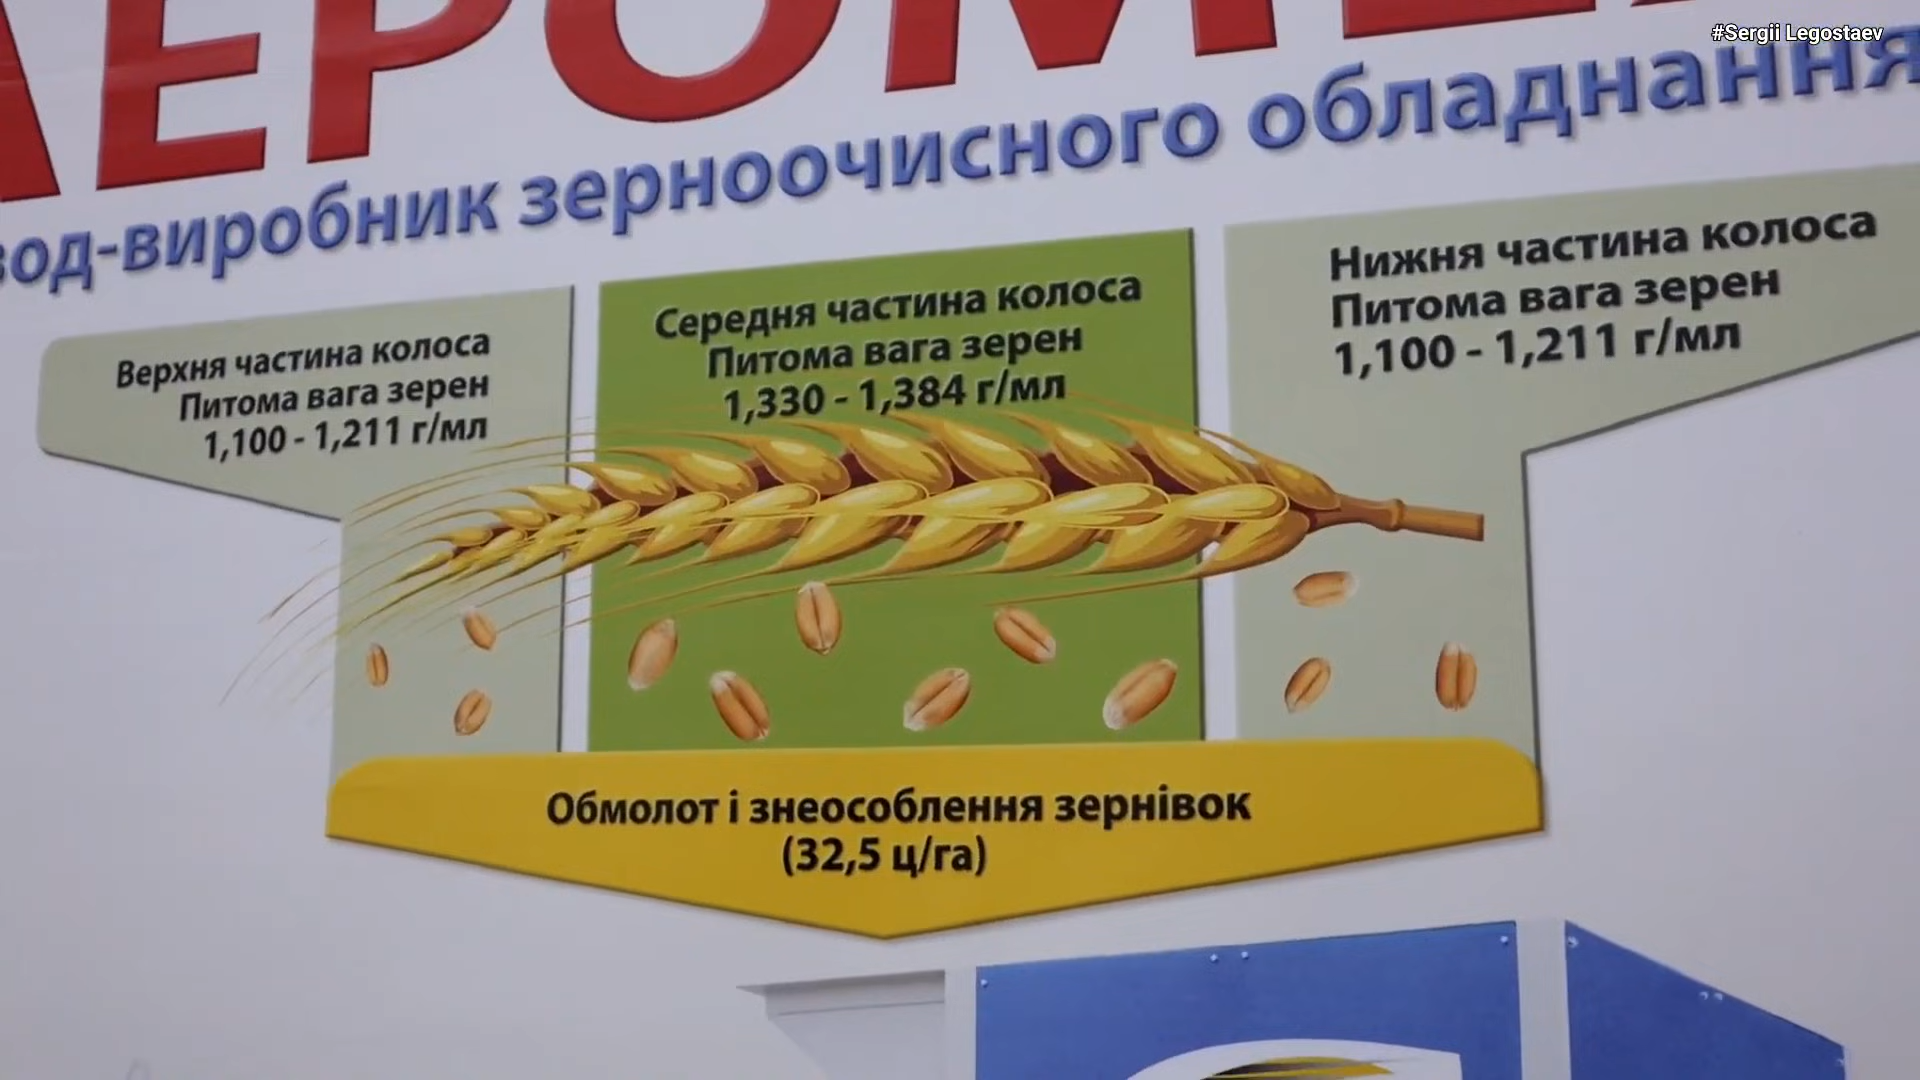 #Sergii Legostaev
зерноочисного обладнання
Верхня частина колоса
Питома вага зерен
1,100 - 1,211 г/мл
Середня частина колоса
Питома вага зерен
1,330 - 1,384 г/мл
Нижня частина колоса
Питома вага зерен
1,100 - 1,211 г/мл
Обмолот і знеособлення зернівок
(32,5 ц/га)